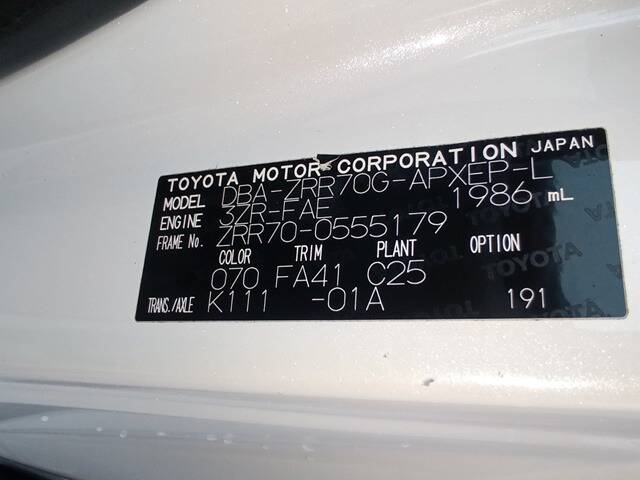 TOYOTA MOTOR CORPORATION JAPAN
MODEL DBA-ZRR70G-APXEP-L
ENGINE 3ZR-FAE 1986 mL
FRAME No. ZRR70-0555179
COLOR TRIM PLANT OPTION
070 FA41 C25
TRANS./AXLE K111 -01A 191